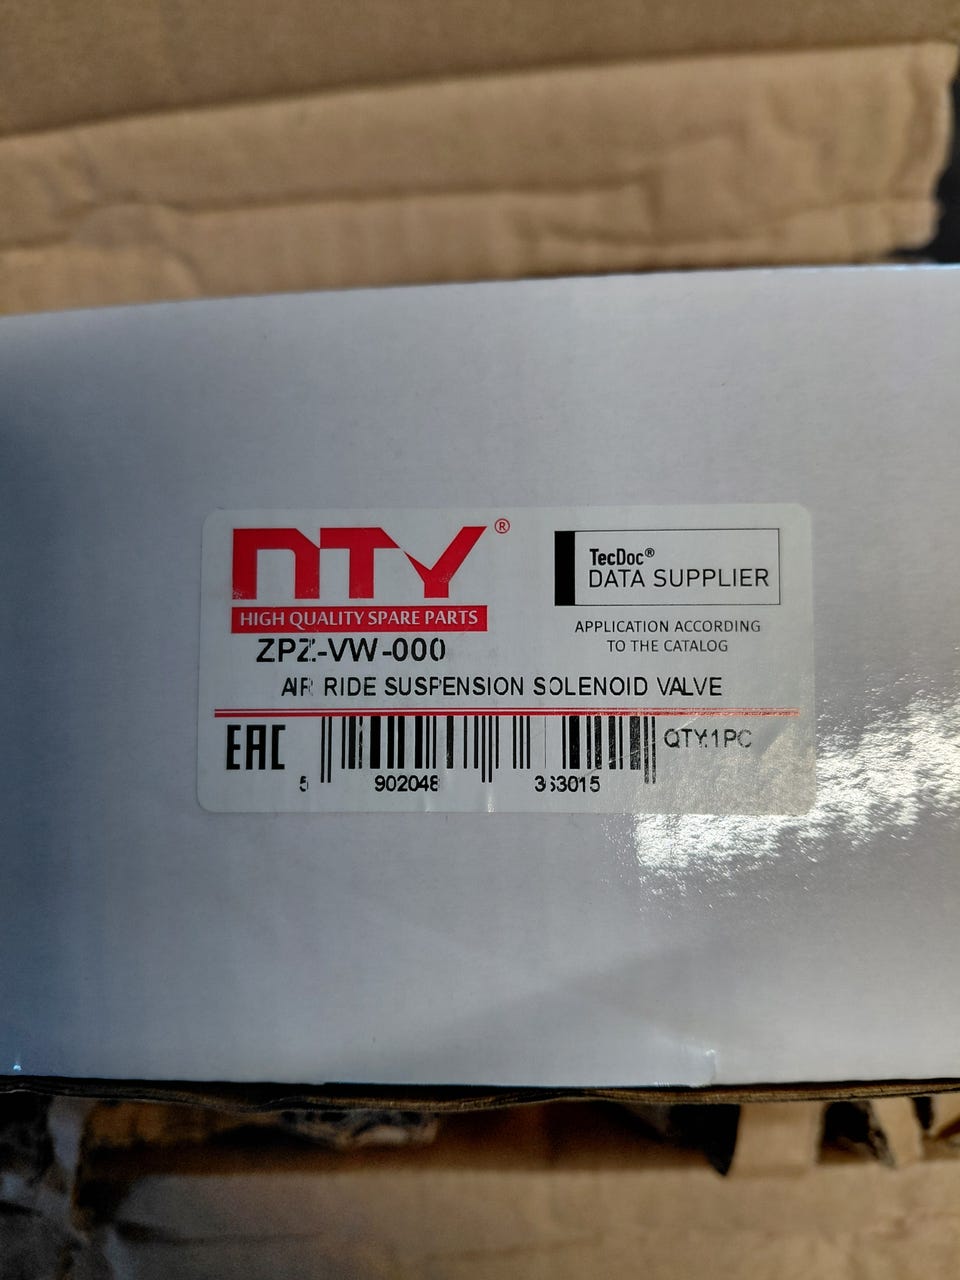 NTY®
HIGH QUALITY SPARE PARTS
TecDoc®
DATA SUPPLIER
APPLICATION ACCORDING
TO THE CATALOG
ZPZ-VW-000
AIR RIDE SUSPENSION SOLENOID VALVE
EAC
QTY:1PC
5 902048 363015